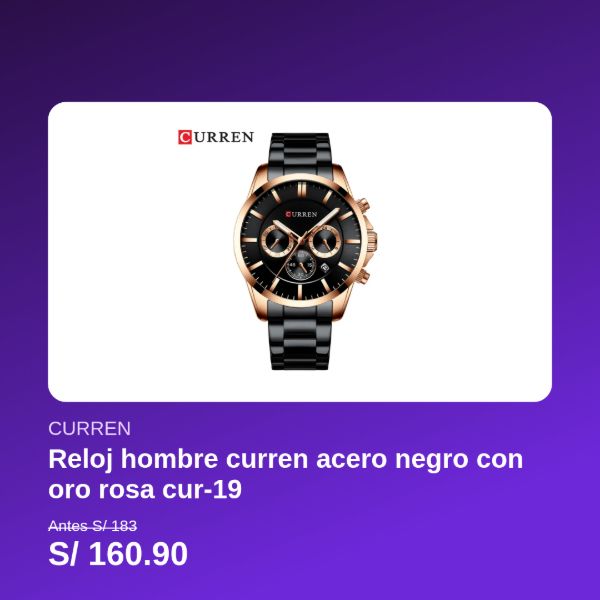 CURREN
CURREN
CURREN
Reloj hombre curren acero negro con
oro rosa cur-19
Antes S/ 183
S/ 160.90